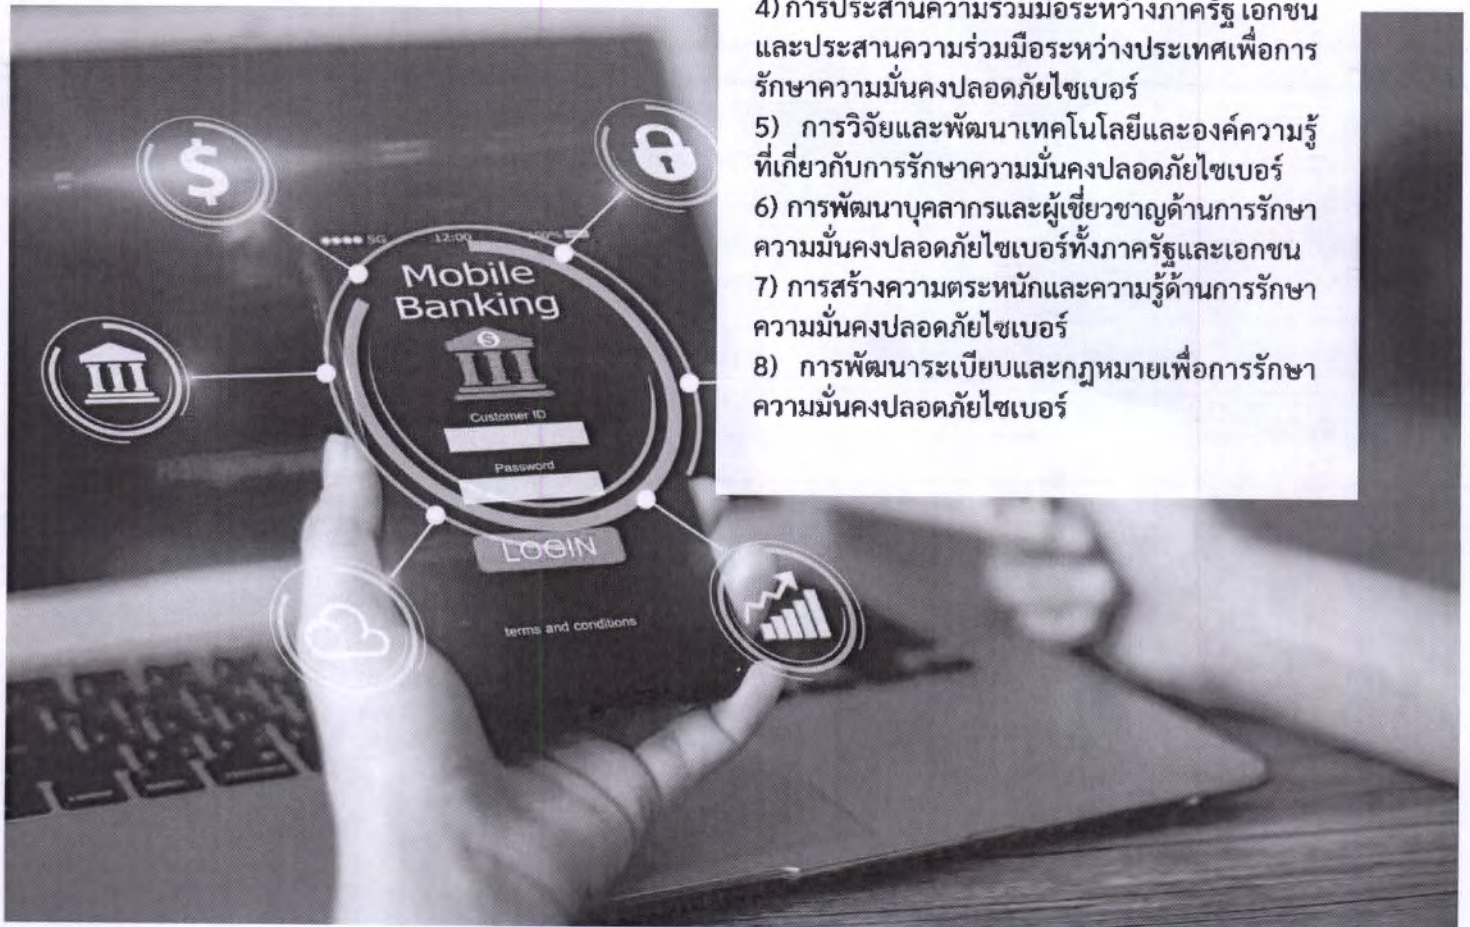 4) การประสานความร่วมมือระหว่างภาครัฐ เอกชน
และประสานความร่วมมือระหว่างประเทศเพื่อการ
รักษาความมั่นคงปลอดภัยไซเบอร์
5) การวิจัยและพัฒนาเทคโนโลยีและองค์ความรู้
ที่เกี่ยวกับการรักษาความมั่นคงปลอดภัยไซเบอร์
6) การพัฒนาบุคลากรและผู้เชี่ยวชาญด้านการรักษา
ความมั่นคงปลอดภัยไซเบอร์ทั้งภาครัฐและเอกชน
7) การสร้างความตระหนักและความรู้ด้านการรักษา
ความมั่นคงปลอดภัยไซเบอร์
8) การพัฒนาระเบียบและกฎหมายเพื่อการรักษา
ความมั่นคงปลอดภัยไซเบอร์
$
5G 12:00 100%
Mobile
Banking
$
Customer ID
Password
LOGIN
terms and conditions